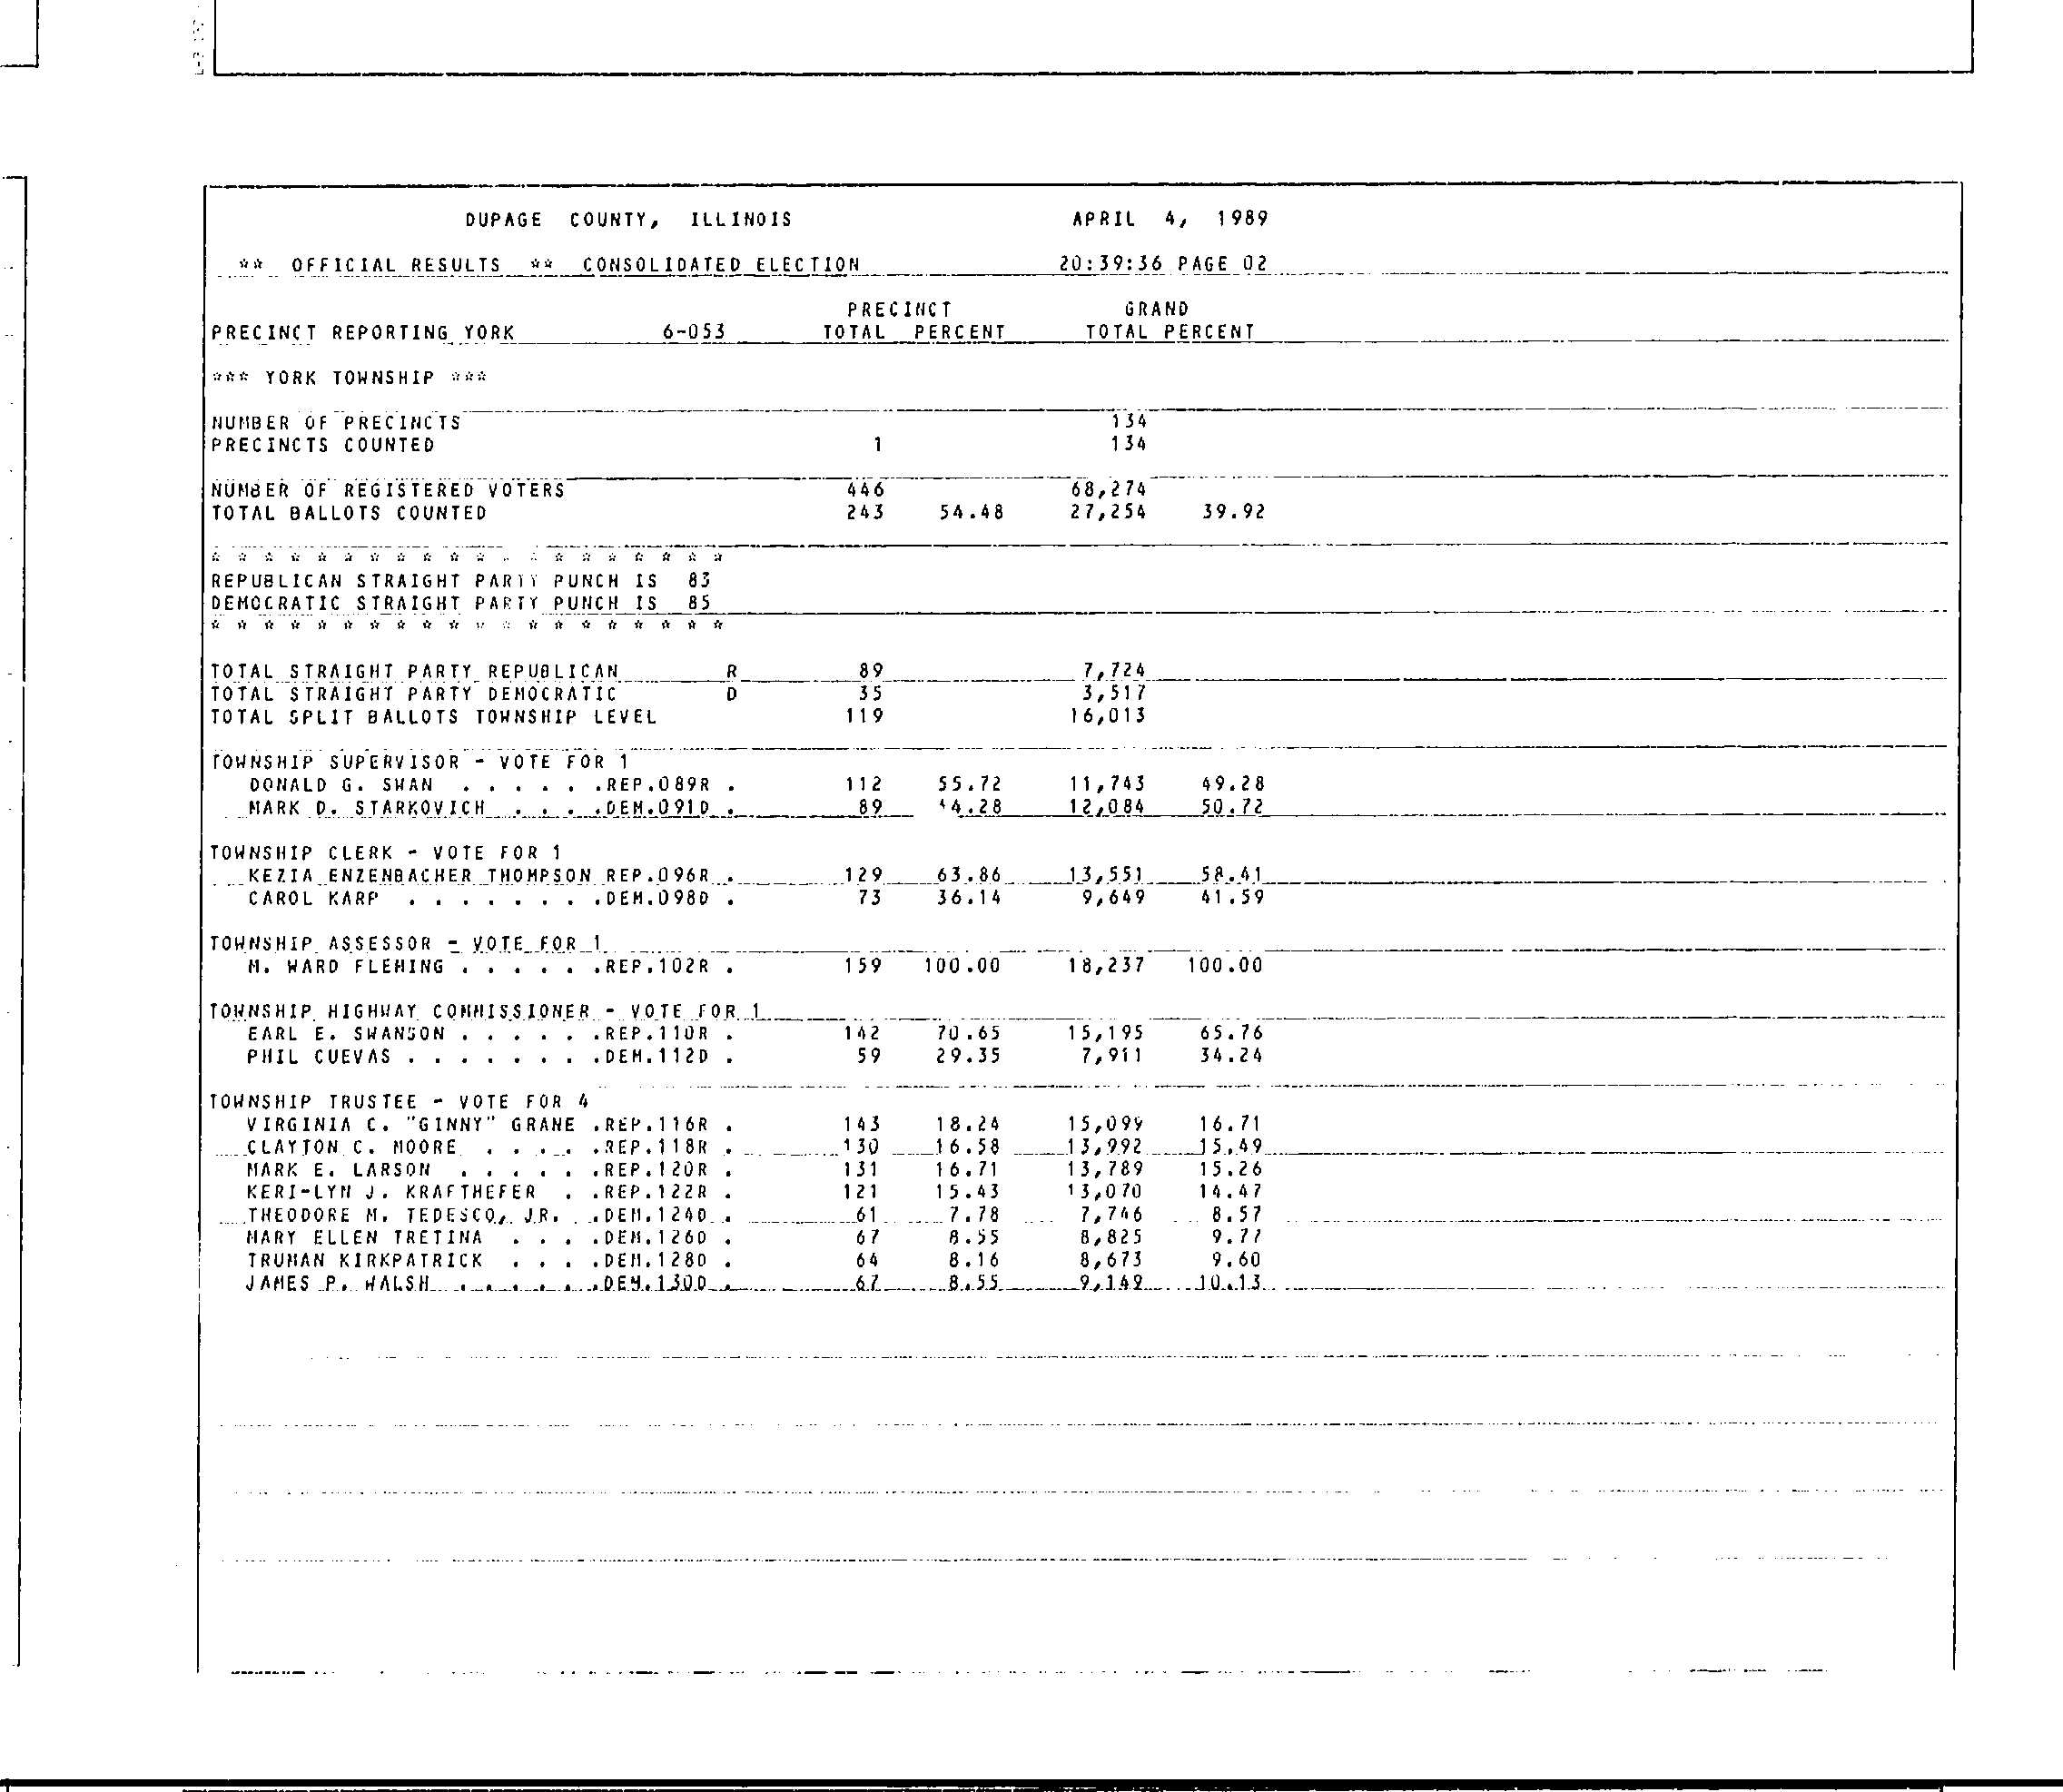 DUPAGE COUNTY, ILLINOIS APRIL 4, 1989
** OFFICIAL RESULTS ** CONSOLIDATED ELECTION 20:39:36 PAGE 02
PRECINCT GRAND
PRECINCT REPORTING YORK 6-053 TOTAL PERCENT TOTAL PERCENT
*** YORK TOWNSHIP ***
NUMBER OF PRECINCTS 134
PRECINCTS COUNTED 1 134
NUMBER OF REGISTERED VOTERS 446 68,274
TOTAL BALLOTS COUNTED 243 54.48 27,254 39.92
* * * * * * * * * * * * * * * * * * * *
REPUBLICAN STRAIGHT PARTY PUNCH IS 83
DEMOCRATIC STRAIGHT PARTY PUNCH IS 85
* * * * * * * * * * * * * * * * * * * *
TOTAL STRAIGHT PARTY REPUBLICAN R 89 7,724
TOTAL STRAIGHT PARTY DEMOCRATIC D 35 3,517
TOTAL SPLIT BALLOTS TOWNSHIP LEVEL 119 16,013
TOWNSHIP SUPERVISOR - VOTE FOR 1
DONALD G. SWAN . . . . . .REP.089R . 112 55.72 11,743 49.28
MARK D. STARKOVICH . . . .DEM.091D . 89 44.28 12,084 50.72
TOWNSHIP CLERK - VOTE FOR 1
KEZIA ENZENBACHER THOMPSON REP.096R . 129 63.86 13,551 58.41
CAROL KARP . . . . . . . .DEM.098D . 73 36.14 9,649 41.59
TOWNSHIP ASSESSOR - VOTE FOR 1
M. WARD FLEMING . . . . . .REP.102R . 159 100.00 18,237 100.00
TOWNSHIP HIGHWAY COMMISSIONER - VOTE FOR 1
EARL E. SWANSON . . . . . .REP.110R . 142 70.65 15,195 65.76
PHIL CUEVAS . . . . . . . .DEM.112D . 59 29.35 7,911 34.24
TOWNSHIP TRUSTEE - VOTE FOR 4
VIRGINIA C. "GINNY" GRANE .REP.116R . 143 18.24 15,099 16.71
CLAYTON C. MOORE . . . . .REP.118R . 130 16.58 13,992 15.49
MARK E. LARSON . . . . . .REP.120R . 131 16.71 13,789 15.26
KERI-LYN J. KRAFTHEFER . .REP.122R . 121 15.43 13,070 14.47
THEODORE M. TEDESCO, JR. .DEM.124D . 61 7.78 7,746 8.57
MARY ELLEN TRETINA . . . .DEM.126D . 67 8.55 8,825 9.77
TRUMAN KIRKPATRICK . . . .DEM.128D . 64 8.16 8,673 9.60
JAMES P. WALSH . . . . . .DEM.130D . 67 8.55 9,149 10.13